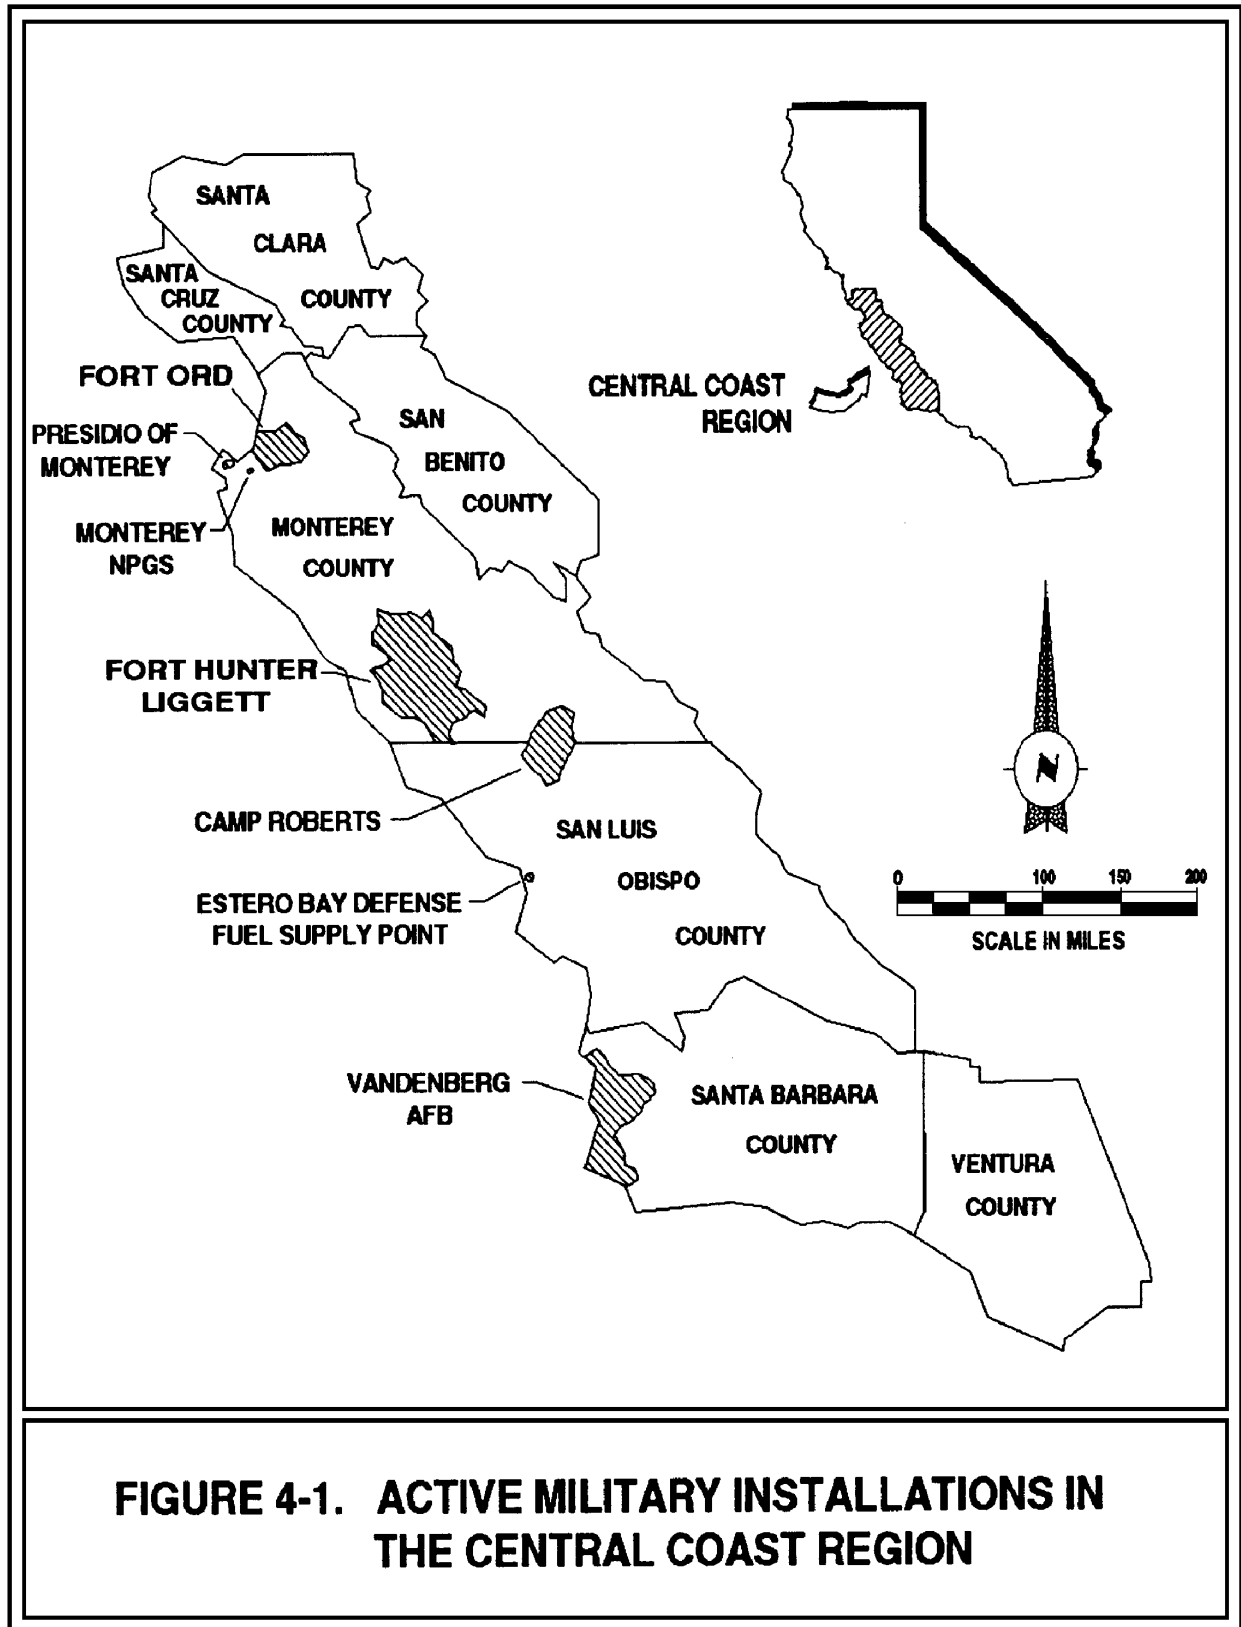 SANTA
CLARA
COUNTY
SANTA
CRUZ
COUNTY
FORT ORD
PRESIDIO OF
MONTEREY
MONTEREY
NPGS
SAN
BENITO
COUNTY
MONTEREY
COUNTY
CENTRAL COAST
REGION
FORT HUNTER
LIGGETT
CAMP ROBERTS
SAN LUIS
OBISPO
COUNTY
ESTERO BAY DEFENSE
FUEL SUPPLY POINT
N
0 100 150 200
SCALE IN MILES
VANDENBERG
AFB
SANTA BARBARA
COUNTY
VENTURA
COUNTY
FIGURE 4-1. ACTIVE MILITARY INSTALLATIONS IN
THE CENTRAL COAST REGION